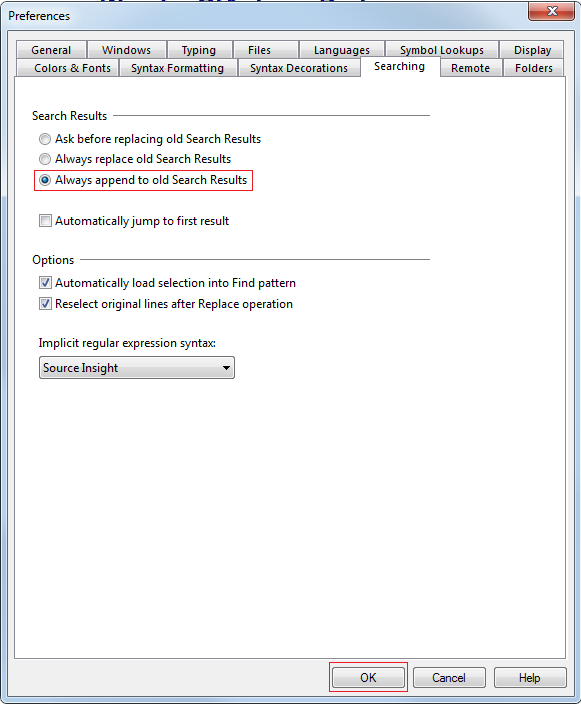 Preferences
General Windows Typing Files Languages Symbol Lookups Display
Colors & Fonts Syntax Formatting Syntax Decorations Searching Remote Folders
Search Results
Ask before replacing old Search Results
Always replace old Search Results
Always append to old Search Results
Automatically jump to first result
Options
Automatically load selection into Find pattern
Reselect original lines after Replace operation
Implicit regular expression syntax:
Source Insight
OK Cancel Help